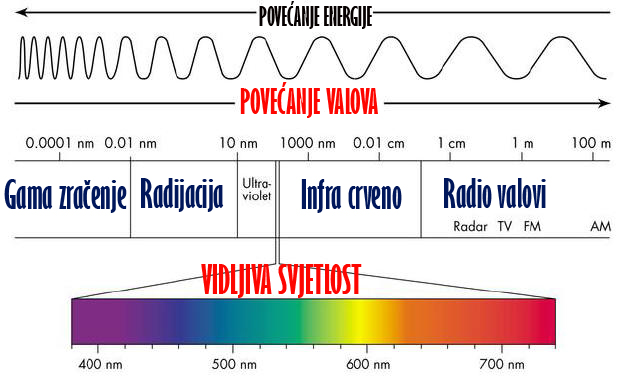 POVEĆANJE ENERGIJE
POVEĆANJE VALOVA
0.0001 nm 0.01 nm 10 nm 1000 nm 0.01 cm 1 cm 1 m 100 m
Gama zračenje Radijacija Ultra-
violet Infra crveno Radio valovi
Radar TV FM AM
VIDLJIVA SVJETLOST
400 nm 500 nm 600 nm 700 nm